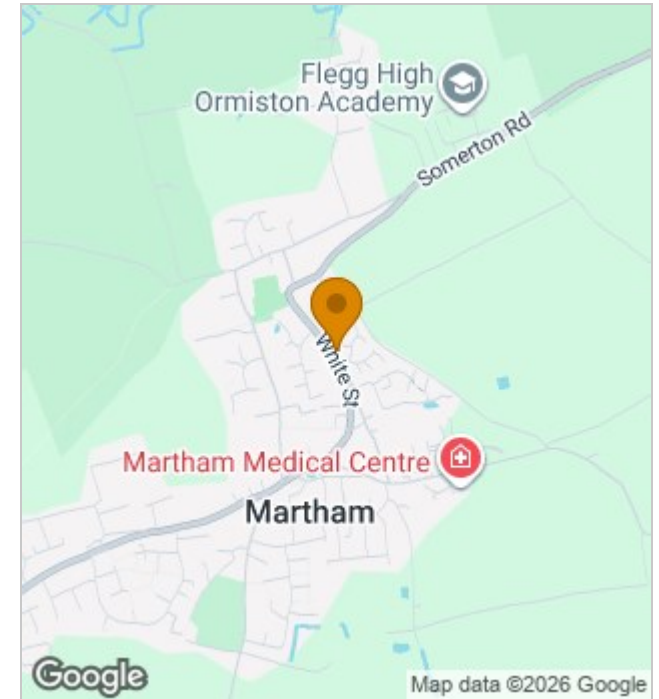 Flegg High
Ormiston Academy
Somerton Rd
White St
Martham Medical Centre
Martham
Google
Map data ©2026 Google